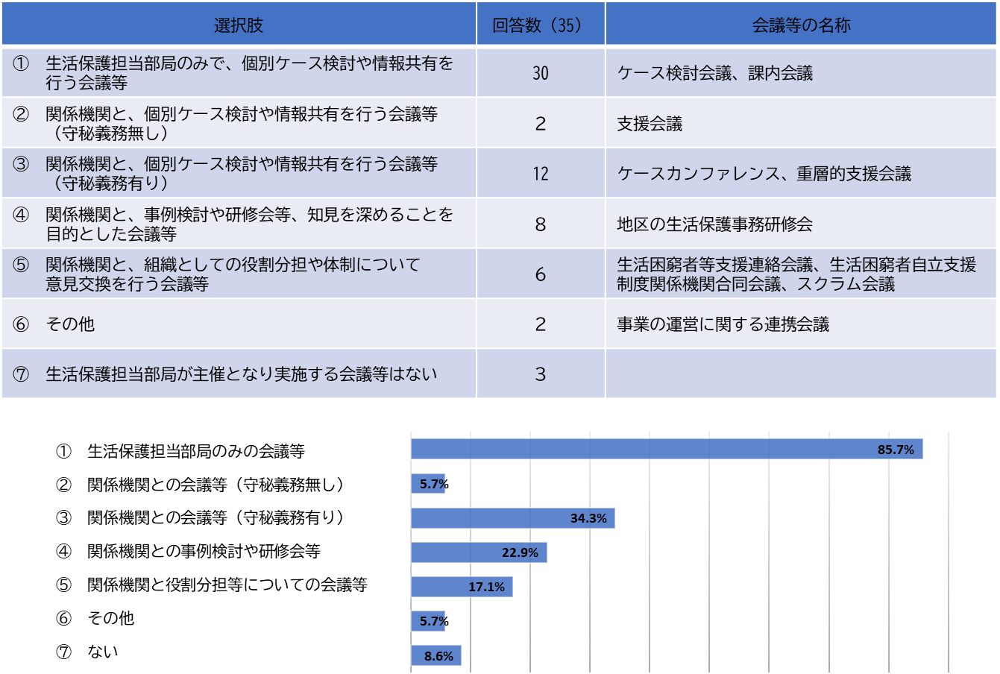 選択肢 回答数（35） 会議等の名称
① 生活保護担当部局のみで、個別ケース検討や情報共有を
行う会議等
30
ケース検討会議、課内会議
② 関係機関と、個別ケース検討や情報共有を行う会議等
（守秘義務無し）
2
支援会議
③ 関係機関と、個別ケース検討や情報共有を行う会議等
（守秘義務有り）
12
ケースカンファレンス、重層的支援会議
④ 関係機関と、事例検討や研修会等、知見を深めることを
目的とした会議等
8
地区の生活保護事務研修会
⑤ 関係機関と、組織としての役割分担や体制について
意見交換を行う会議等
6
生活困窮者等支援連絡会議、生活困窮者自立支援
制度関係機関合同会議、スクラム会議
⑥ その他
2
事業の運営に関する連携会議
⑦ 生活保護担当部局が主催となり実施する会議等はない
3
① 生活保護担当部局のみの会議等 85.7%
② 関係機関との会議等（守秘義務無し） 5.7%
③ 関係機関との会議等（守秘義務有り） 34.3%
④ 関係機関との事例検討や研修会等 22.9%
⑤ 関係機関と役割分担等についての会議等 17.1%
⑥ その他 5.7%
⑦ ない 8.6%